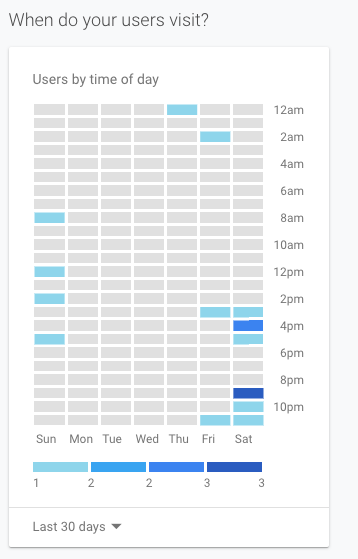 When do your users visit?
Users by time of day
12am
2am
4am
6am
8am
10am
12pm
2pm
4pm
6pm
8pm
10pm
Sun Mon Tue Wed Thu Fri Sat
1 2 2 3 3
Last 30 days